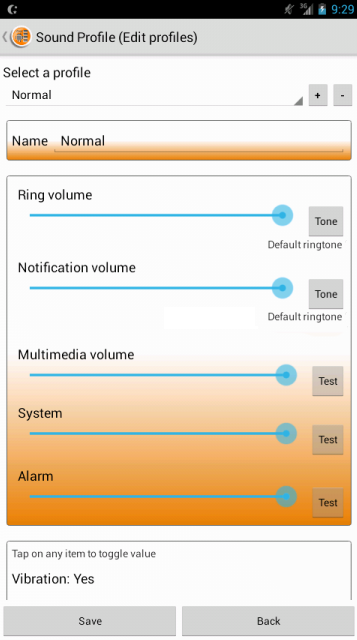 9:29
Sound Profile (Edit profiles)
Select a profile
Normal
+
-
Name Normal
Ring volume
Tone
Default ringtone
Notification volume
Tone
Default ringtone
Multimedia volume
Test
System
Test
Alarm
Test
Tap on any item to toggle value
Vibration: Yes
Save Back